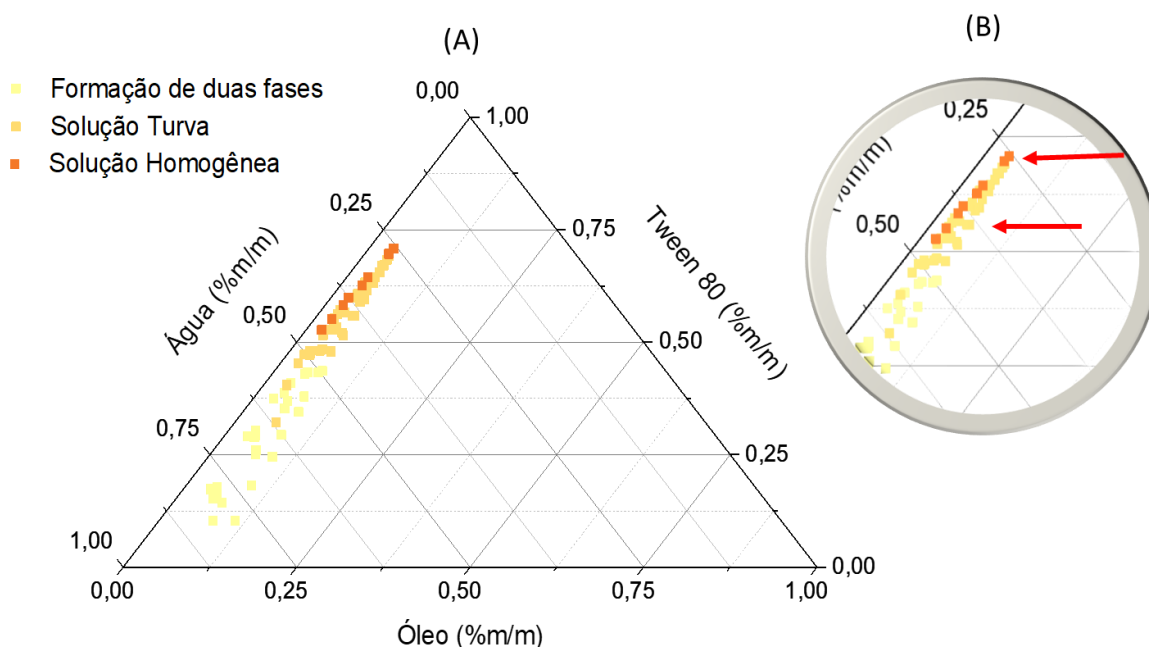 (A)
(B)
Formação de duas fases
Solução Turva
Solução Homogênea
0,00
1,00
0,25
0,75
0,50
0,50
0,75
0,25
1,00
0,00
0,00
0,25
0,50
0,75
1,00
Água (%m/m)
Tween 80 (%m/m)
Óleo (%m/m)
0,25
0,50
(%m/m)